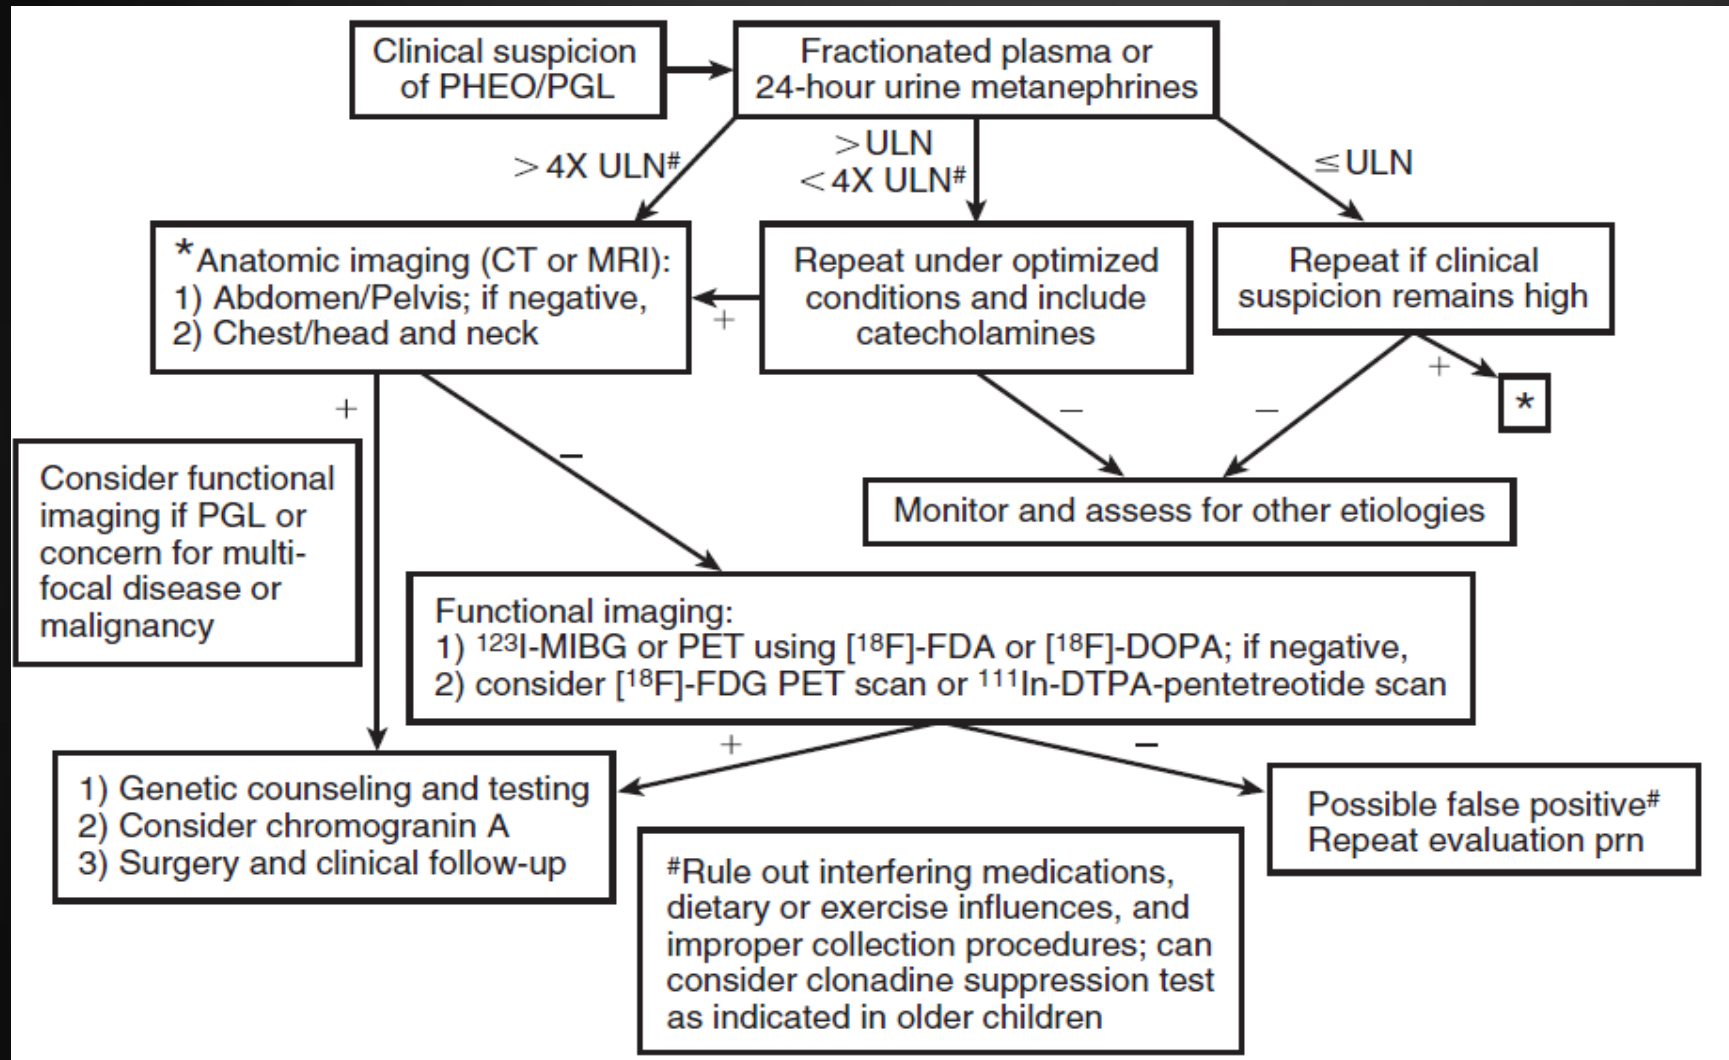 Clinical suspicion
of PHEO/PGL
Fractionated plasma or
24-hour urine metanephrines
>4X ULN#
>ULN
<4X ULN#
≤ULN
*Anatomic imaging (CT or MRI):
1) Abdomen/Pelvis; if negative,
2) Chest/head and neck
+
Repeat under optimized
conditions and include
catecholamines
Repeat if clinical
suspicion remains high
+
*
+
–
–
–
Consider functional
imaging if PGL or
concern for multi-
focal disease or
malignancy
Monitor and assess for other etiologies
Functional imaging:
1) ¹²³I-MIBG or PET using [¹⁸F]-FDA or [¹⁸F]-DOPA; if negative,
2) consider [¹⁸F]-FDG PET scan or ¹¹¹In-DTPA-pentetreotide scan
+
–
1) Genetic counseling and testing
2) Consider chromogranin A
3) Surgery and clinical follow-up
Possible false positive#
Repeat evaluation prn
#Rule out interfering medications,
dietary or exercise influences, and
improper collection procedures; can
consider clonadine suppression test
as indicated in older children